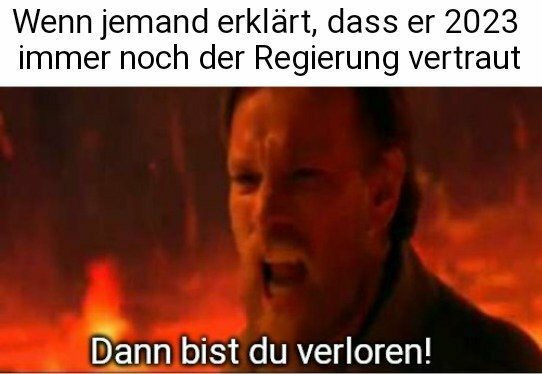 Wenn jemand erklärt, dass er 2023
immer noch der Regierung vertraut
Dann bist du verloren!